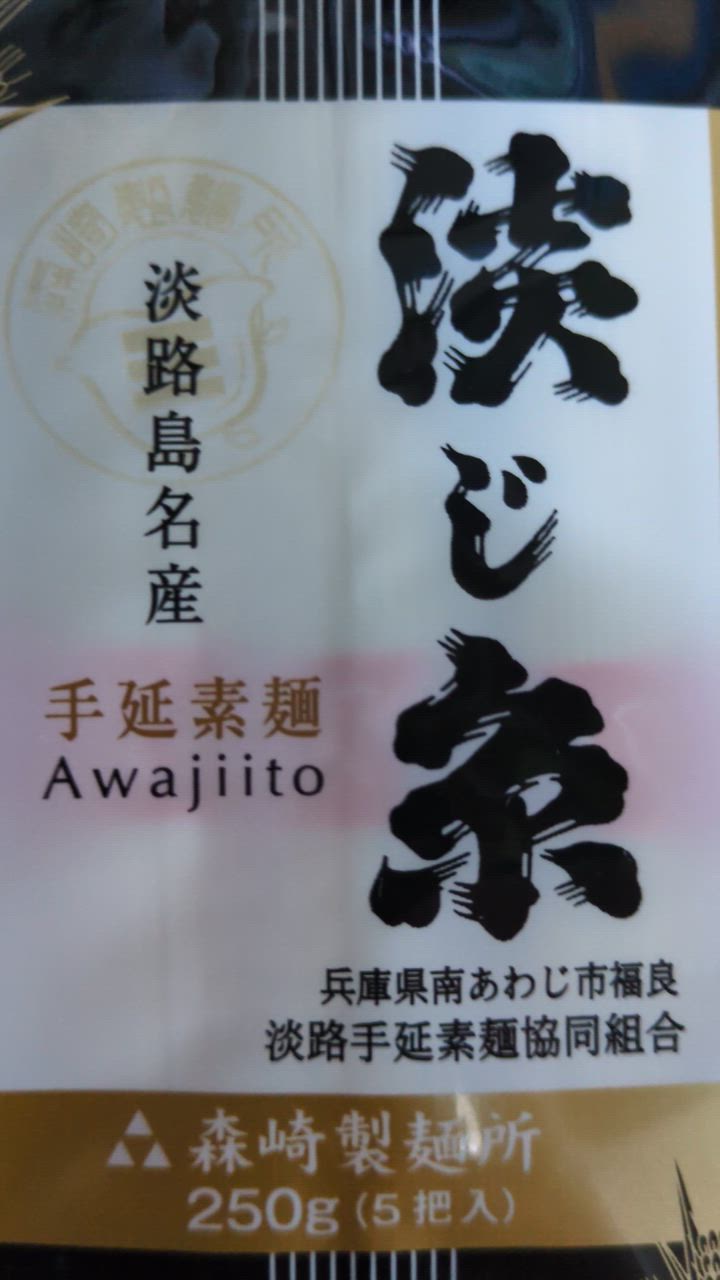 淡じ糸
淡路島名産
手延素麺
Awajiito
兵庫県南あわじ市福良
淡路手延素麺協同組合
森崎製麺所
250g(5把入)